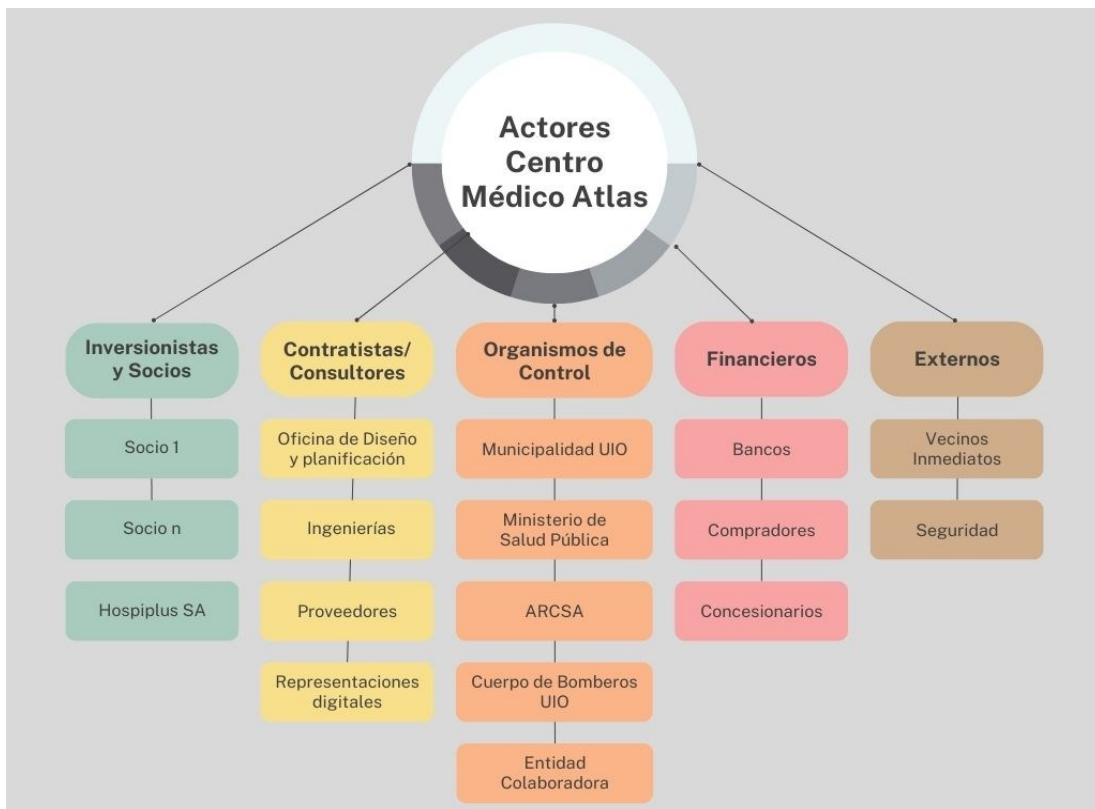 Actores
Centro
Médico Atlas
Inversionistas
y Socios
Socio 1
Socio n
Hospiplus SA
Contratistas/
Consultores
Oficina de Diseño
y planificación
Ingenierías
Proveedores
Representaciones
digitales
Organismos de
Control
Municipalidad UIO
Ministerio de
Salud Pública
ARCSA
Cuerpo de Bomberos
UIO
Entidad
Colaboradora
Financieros
Bancos
Compradores
Concesionarios
Externos
Vecinos
Inmediatos
Seguridad